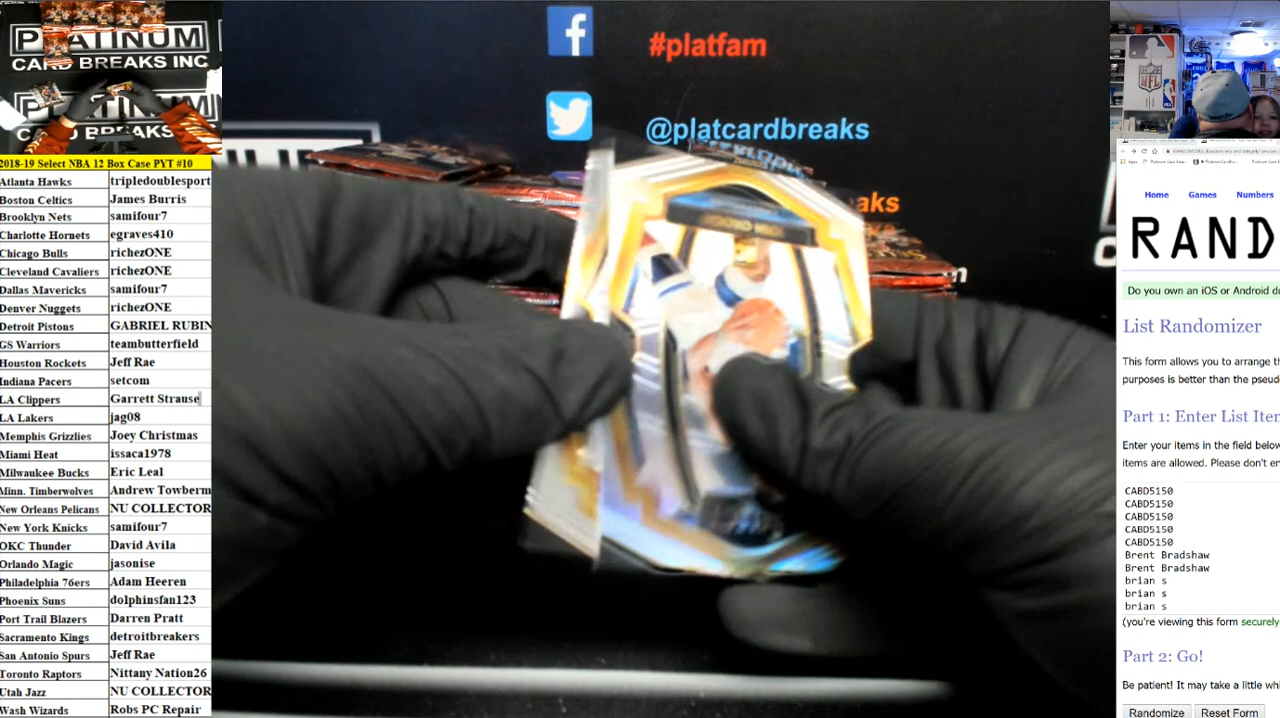 PLATINUM
CARD BREAKS INC
2018-19 Select NBA 12 Box Case PYT #10
Atlanta Hawks tripledoublesport
Boston Celtics James Burris
Brooklyn Nets samifour7
Charlotte Hornets egraves410
Chicago Bulls richezONE
Cleveland Cavaliers richezONE
Dallas Mavericks samifour7
Denver Nuggets richezONE
Detroit Pistons GABRIEL RUBIN
GS Warriors teambutterfield
Houston Rockets Jeff Rae
Indiana Pacers setcom
LA Clippers Garrett Strause
LA Lakers jag08
Memphis Grizzlies Joey Christmas
Miami Heat issaca1978
Milwaukee Bucks Eric Leal
Minn. Timberwolves Andrew Towberm
New Orleans Pelicans NU COLLECTOR
New York Knicks samifour7
OKC Thunder David Avila
Orlando Magic jasonise
Philadelphia 76ers Adam Heeren
Phoenix Suns dolphinsfan123
Port Trail Blazers Darren Pratt
Sacramento Kings detroitbreakers
San Antonio Spurs Jeff Rae
Toronto Raptors Nittany Nation26
Utah Jazz NU COLLECTOR
Wash Wizards Robs PC Repair
f
#platfam
@platcardbreaks
aks
NFL
Home Games Numbers
RAND
Do you own an iOS or Android de
List Randomizer
This form allows you to arrange th
purposes is better than the pseudo
Part 1: Enter List Iten
Enter your items in the field below
items are allowed. Please don't en
CABD5150
CABD5150
CABD5150
CABD5150
CABD5150
Brent Bradshaw
Brent Bradshaw
brian s
brian s
brian s
(you're viewing this form securely
Part 2: Go!
Be patient! It may take a little whi
Randomize Reset Form